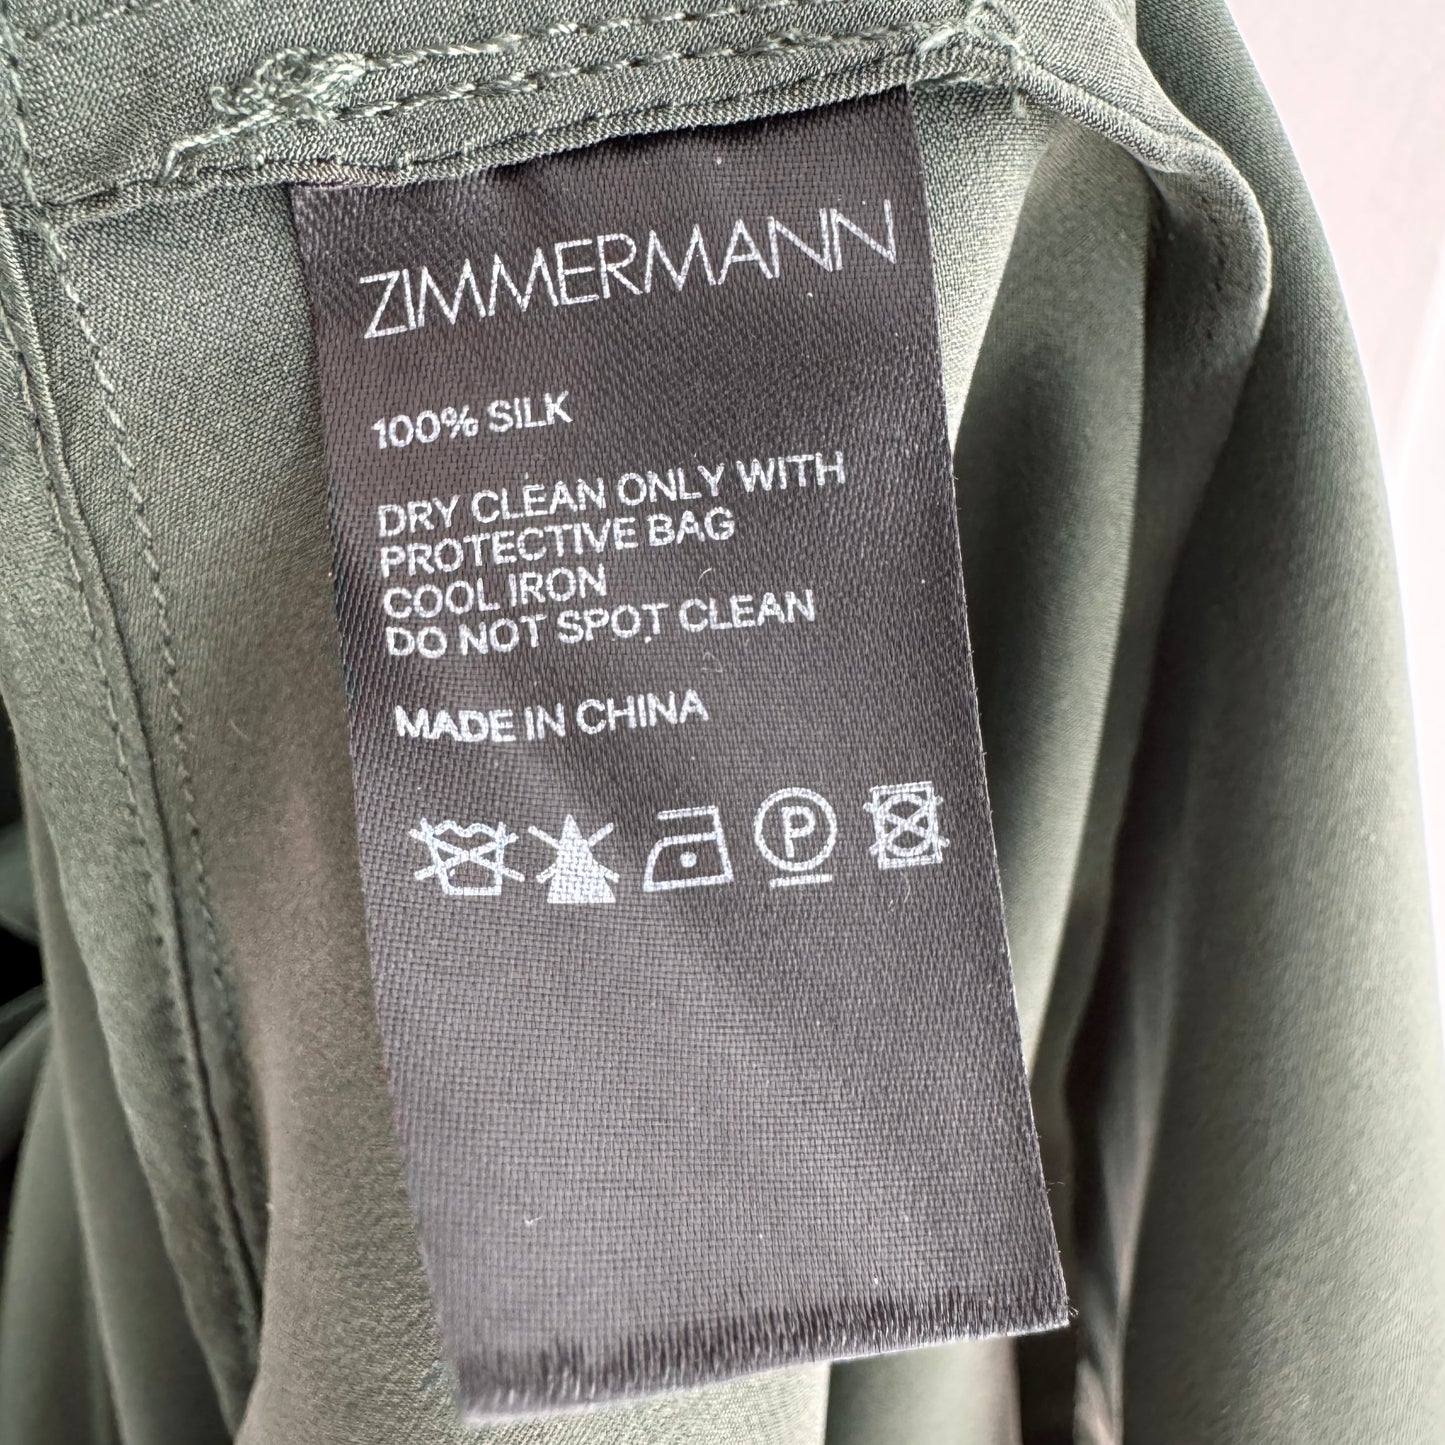 ZIMMERMANN
100% SILK
DRY CLEAN ONLY WITH
PROTECTIVE BAG
COOL IRON
DO NOT SPOT CLEAN
MADE IN CHINA
P